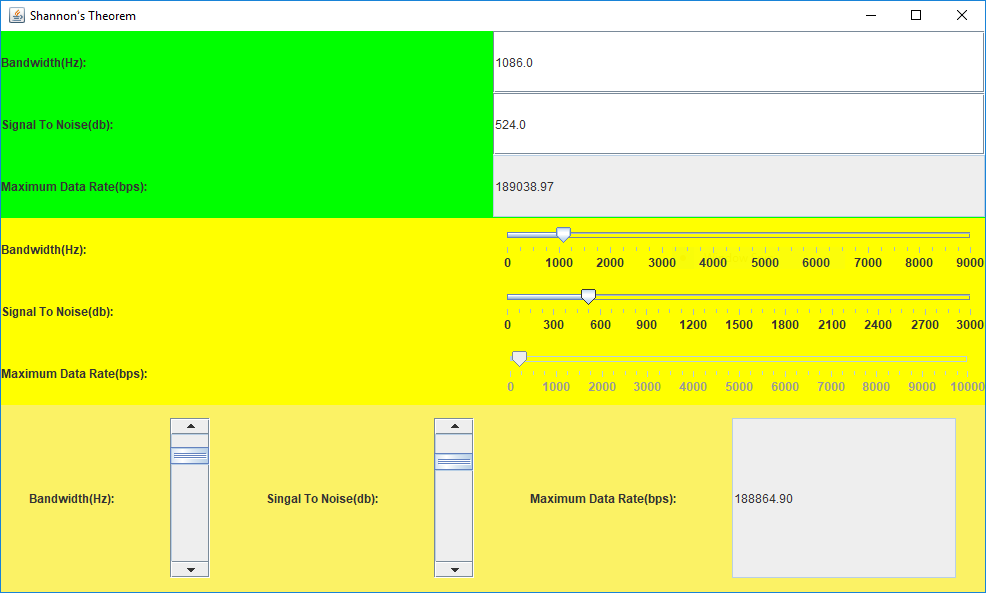 Shannon's Theorem
Bandwidth(Hz): 1086.0
Signal To Noise(db): 524.0
Maximum Data Rate(bps): 189038.97
Bandwidth(Hz):
0 1000 2000 3000 4000 5000 6000 7000 8000 9000
Signal To Noise(db):
0 300 600 900 1200 1500 1800 2100 2400 2700 3000
Maximum Data Rate(bps):
0 1000 2000 3000 4000 5000 6000 7000 8000 9000 10000
Bandwidth(Hz): Singal To Noise(db): Maximum Data Rate(bps): 188864.90